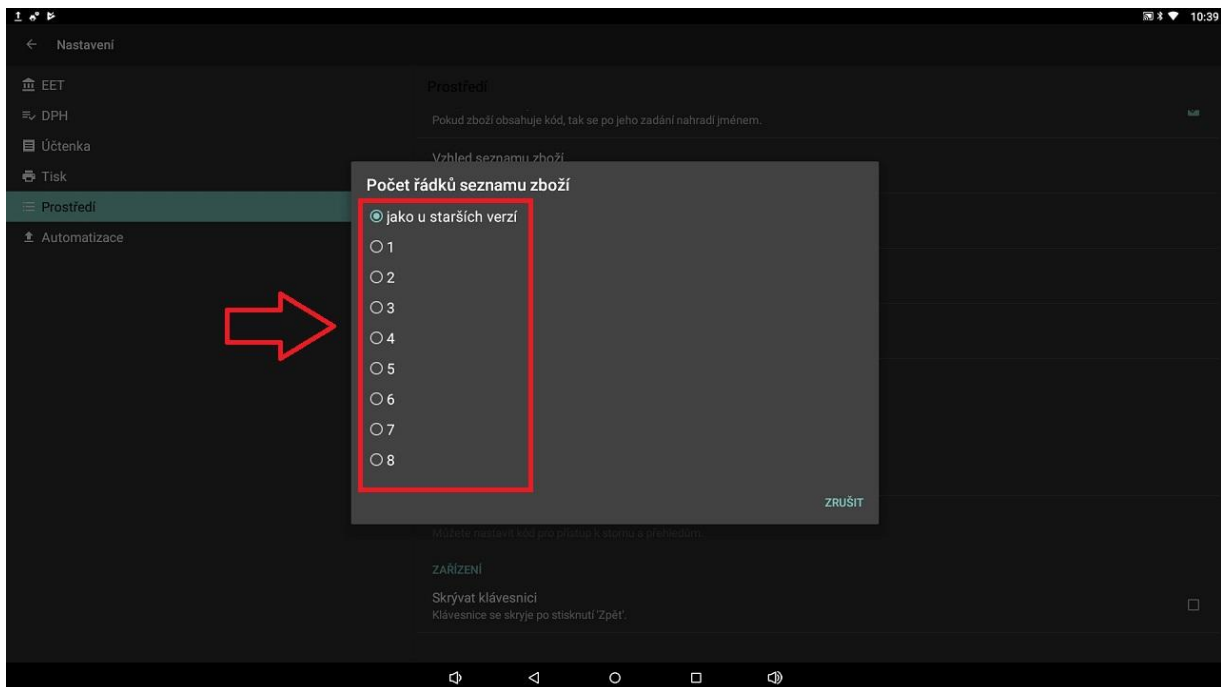 10:39
Nastavení
EET
DPH
Účtenka
Tisk
Prostředí
Automatizace
Prostředí
Pokud zboží obsahuje kód, tak se po jeho zadání nahradí jménem.
Vzhled seznamu zboží
Počet řádků seznamu zboží
jako u starších verzí
1
2
3
4
5
6
7
8
ZRUŠIT
Můžete nastavit kód pro přístup k stornu a přehledům.
ZAŘÍZENÍ
Skrývat klávesnici
Klávesnice se skryje po stisknutí 'Zpět'.